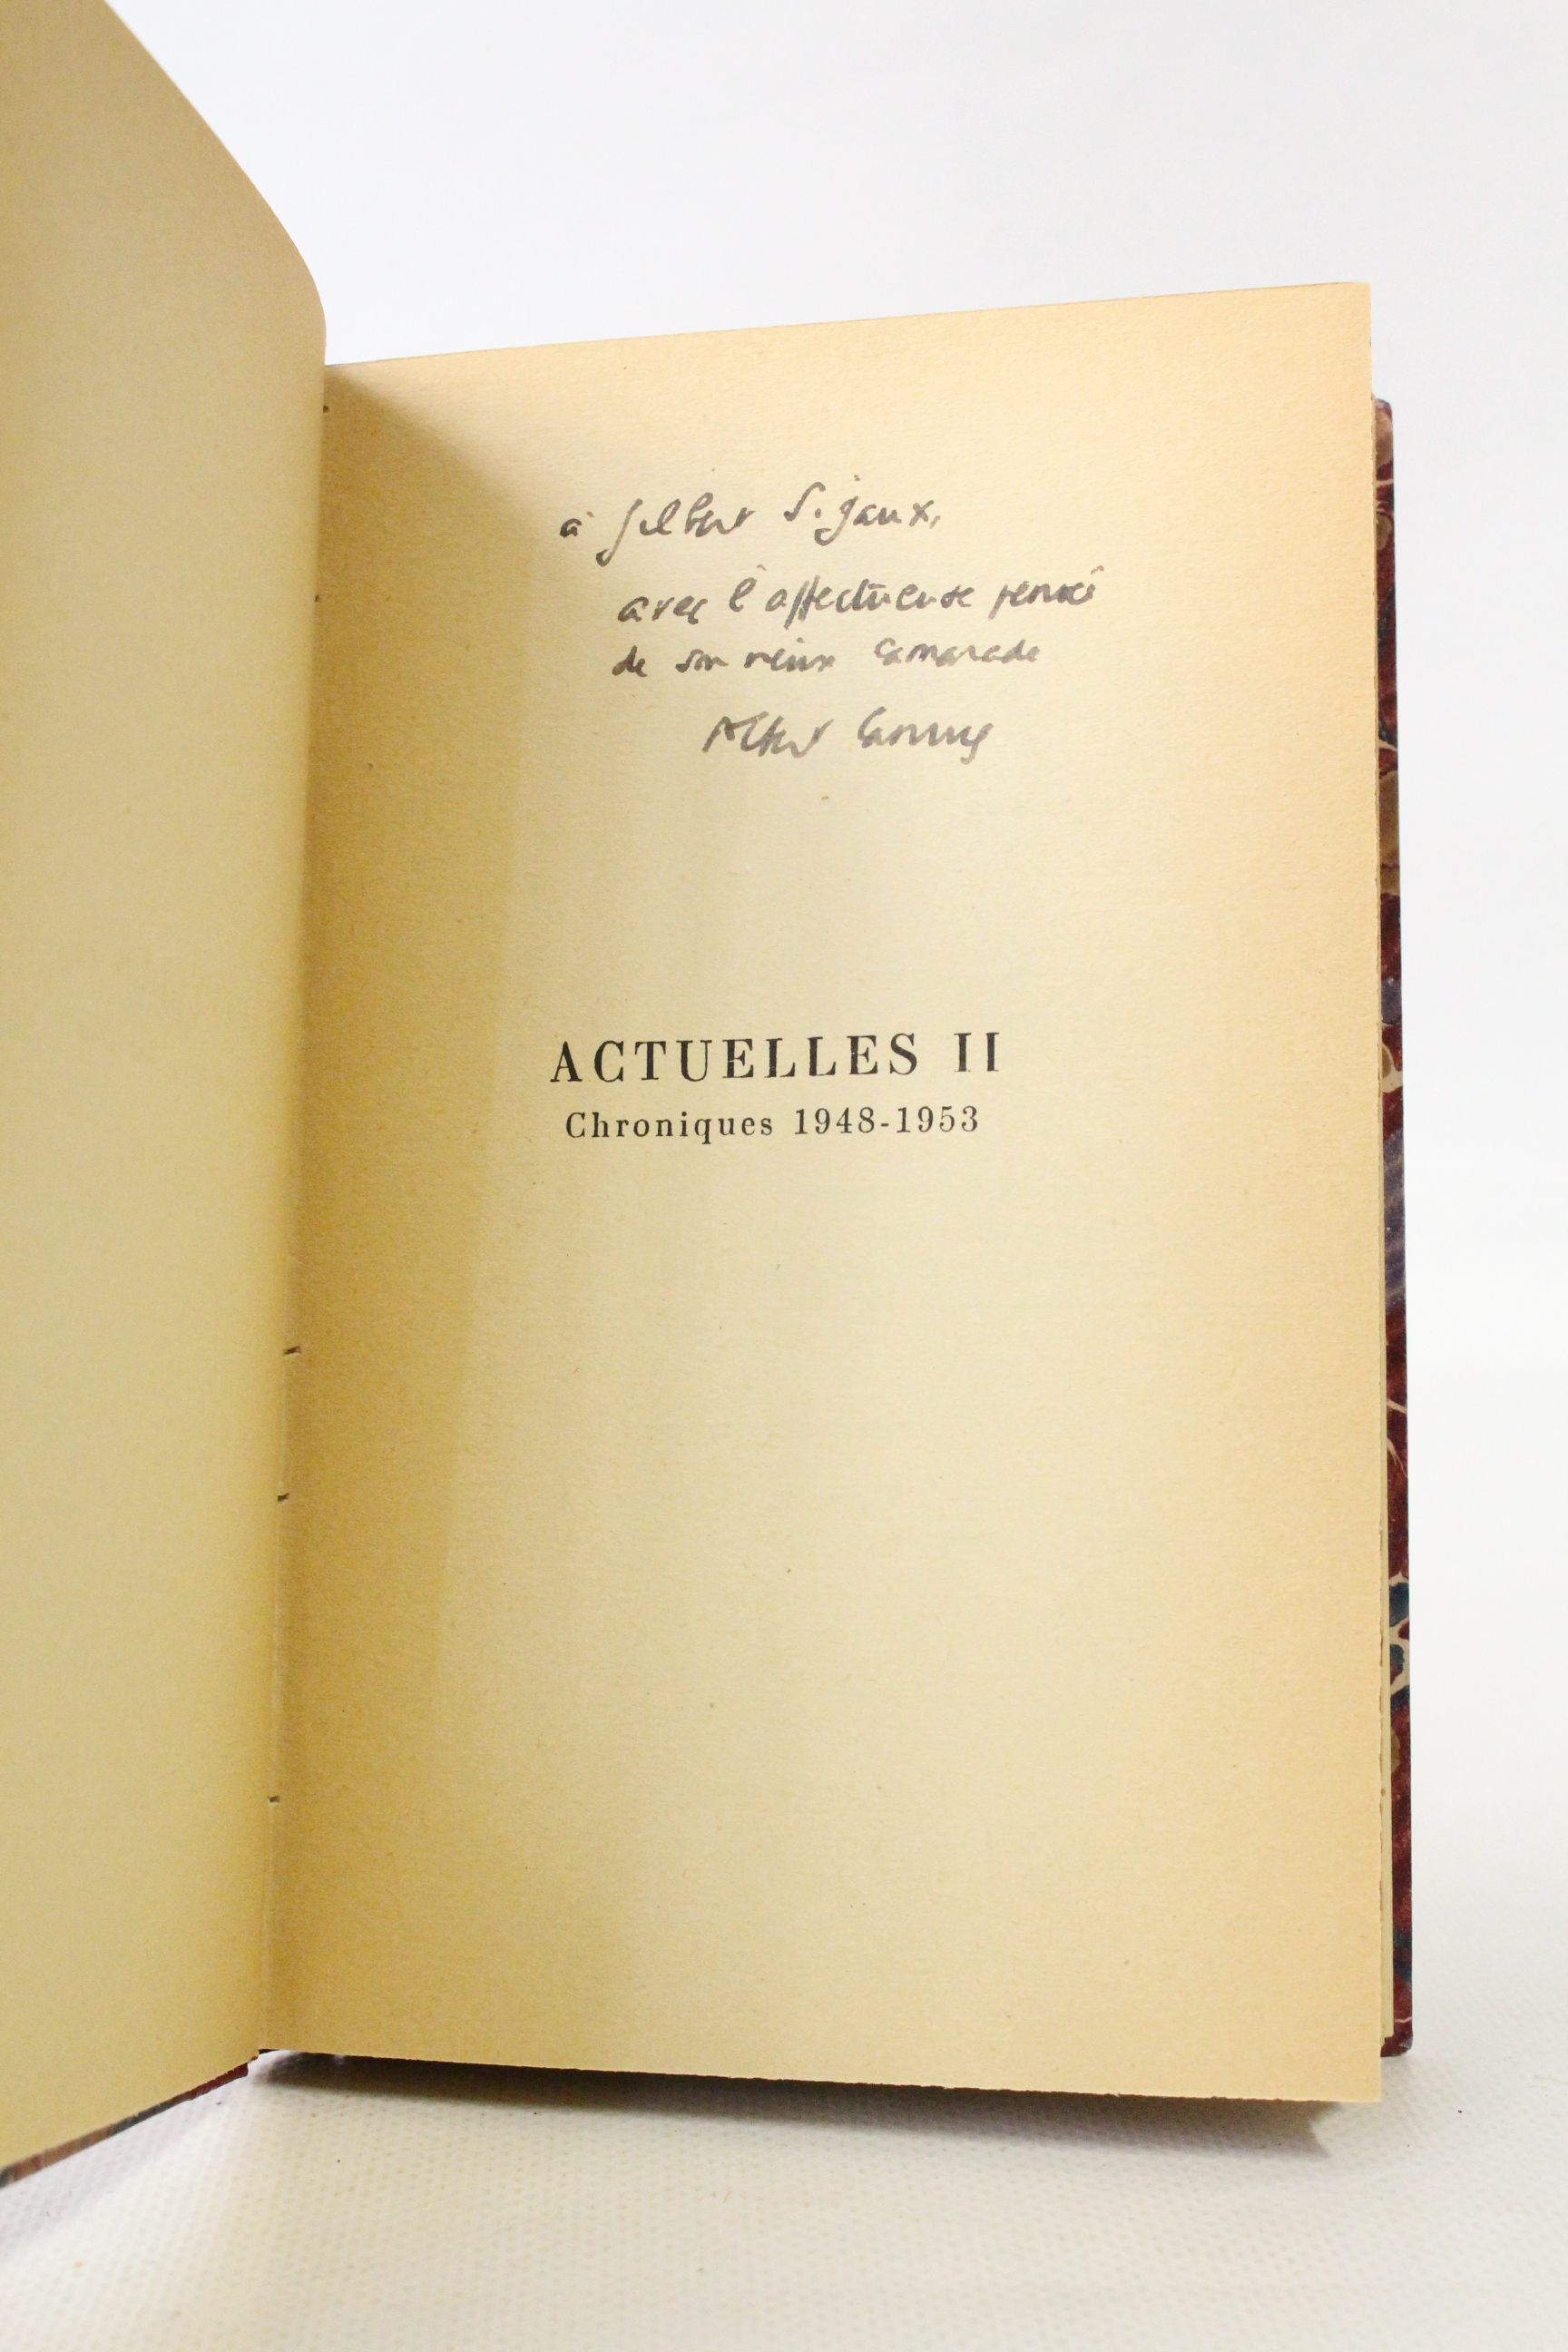 à Gilbert Sigaux,
avec l'affectueuse pensée
de son vieux camarade
Albert Camus
ACTUELLES II
Chroniques 1948-1953